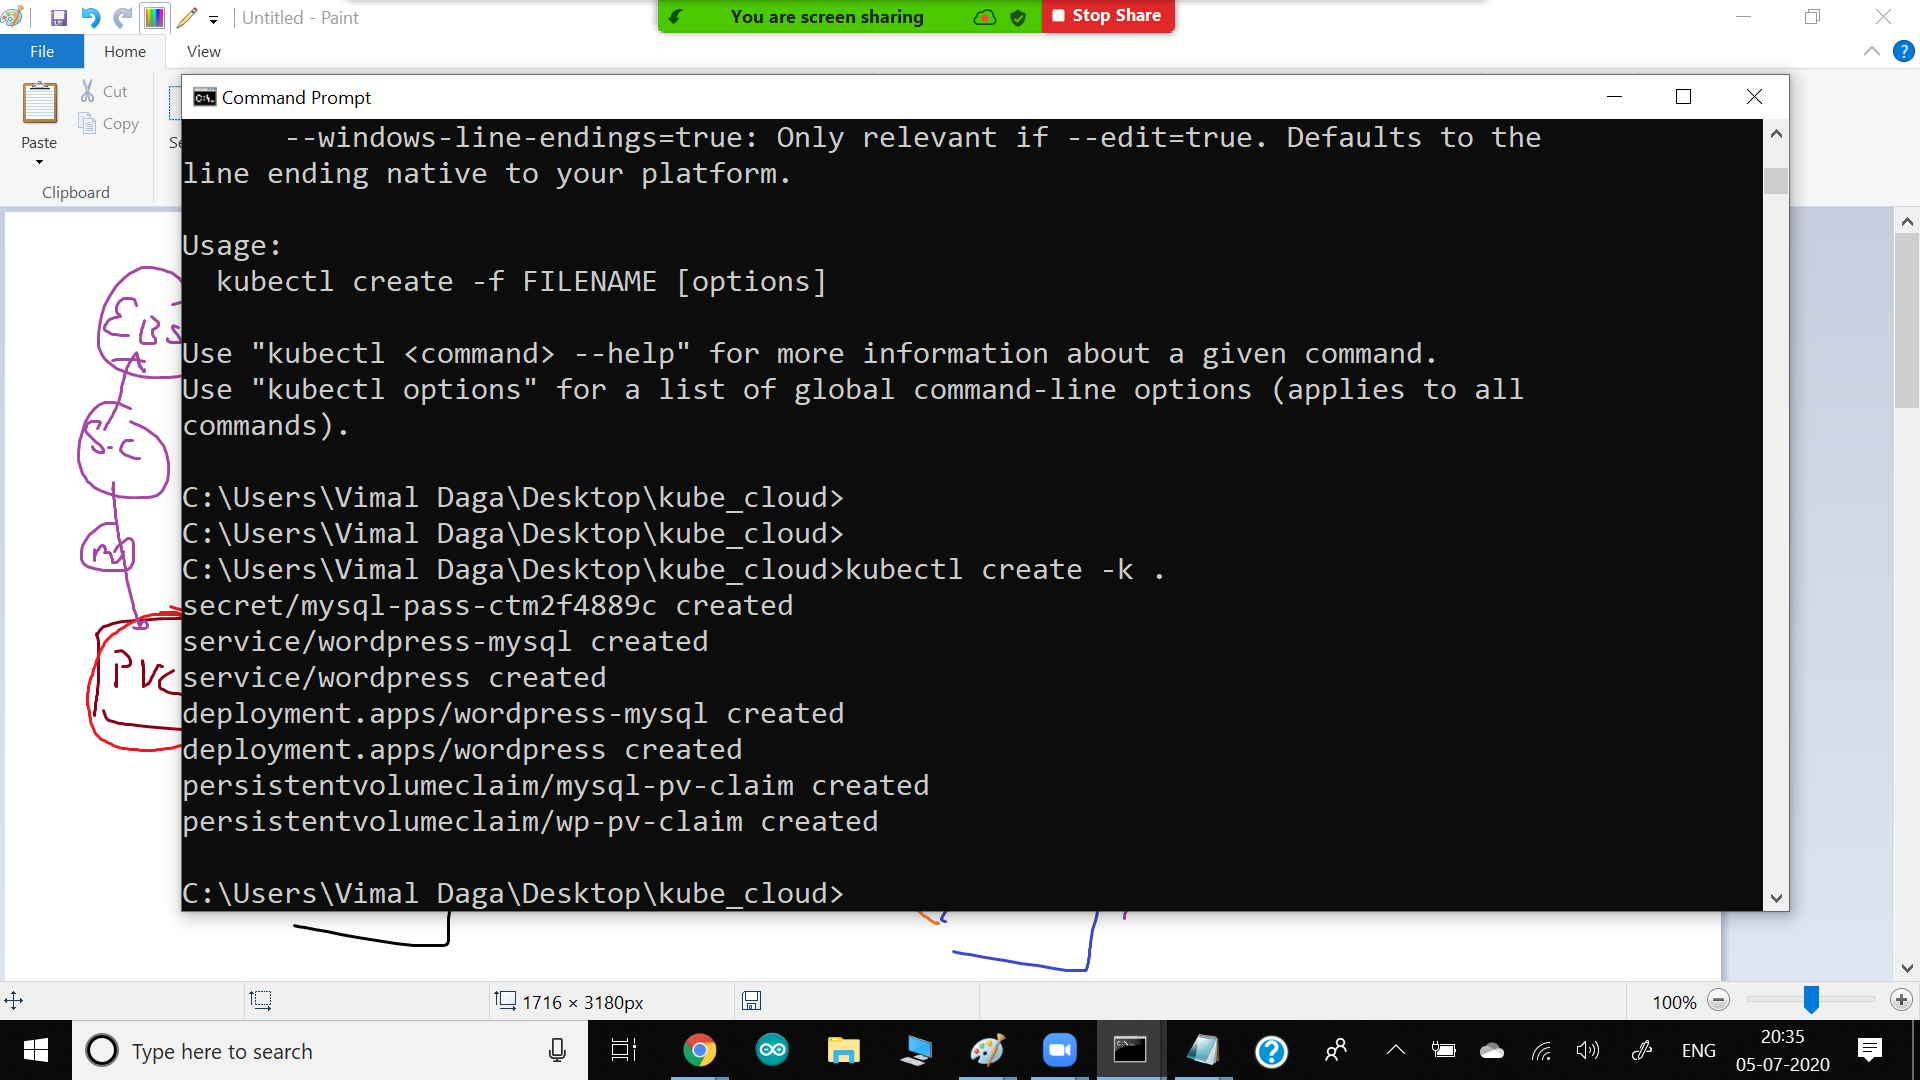 Untitled - Paint
You are screen sharing
Stop Share
File
Home
View
Paste
Cut
Copy
Clipboard
Command Prompt
--windows-line-endings=true: Only relevant if --edit=true. Defaults to the
line ending native to your platform.
Usage:
kubectl create -f FILENAME [options]
Use "kubectl <command> --help" for more information about a given command.
Use "kubectl options" for a list of global command-line options (applies to all
commands).
C:\Users\Vimal Daga\Desktop\kube_cloud>
C:\Users\Vimal Daga\Desktop\kube_cloud>
C:\Users\Vimal Daga\Desktop\kube_cloud>kubectl create -k .
secret/mysql-pass-ctm2f4889c created
service/wordpress-mysql created
service/wordpress created
deployment.apps/wordpress-mysql created
deployment.apps/wordpress created
persistentvolumeclaim/mysql-pv-claim created
persistentvolumeclaim/wp-pv-claim created
C:\Users\Vimal Daga\Desktop\kube_cloud>
EBS
S.C
PVC
1716 × 3180px
100%
Type here to search
ENG
20:35
05-07-2020